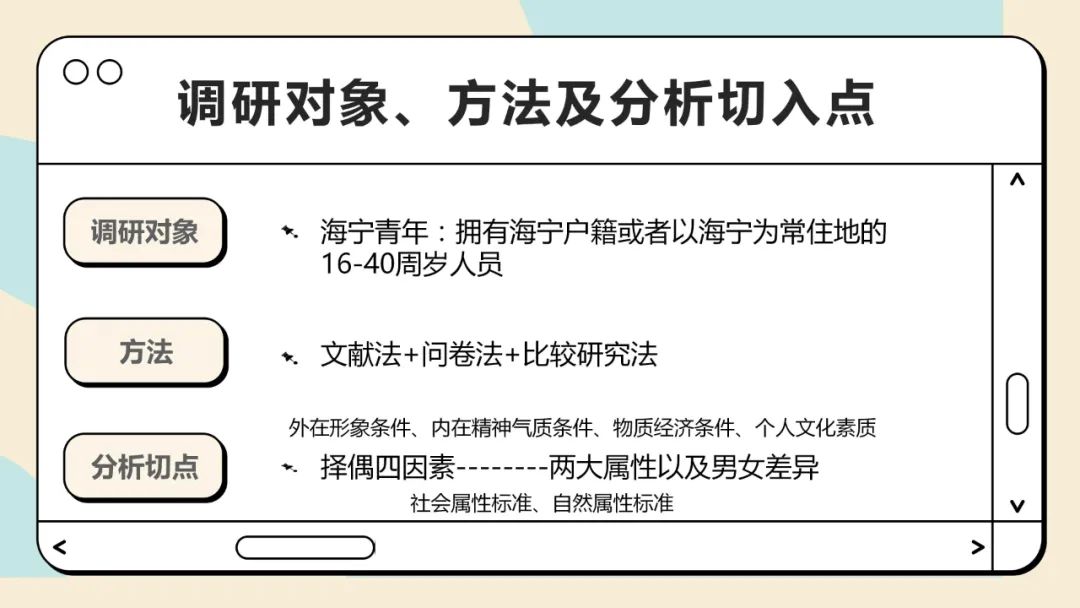 调研对象、方法及分析切入点
调研对象
海宁青年：拥有海宁户籍或者以海宁为常住地的
16-40周岁人员
方法
文献法+问卷法+比较研究法
外在形象条件、内在精神气质条件、物质经济条件、个人文化素质
分析切点
择偶四因素--------两大属性以及男女差异
社会属性标准、自然属性标准